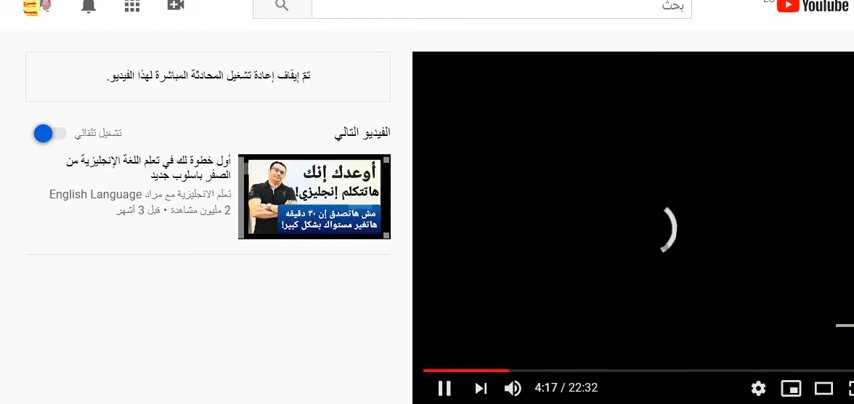 YouTube
بحث
تمّ إيقاف إعادة تشغيل المحادثة المباشرة لهذا الفيديو.
الفيديو التالي
تشغيل تلقائي
أول خطوة لك في تعلم اللغة الإنجليزية من
الصفر بأسلوب جديد
تعلم الانجليزية مع مراد English Language
2 مليون مشاهدة • قبل 3 أشهر
أوعدك إنك
هاتتكلم إنجليزي!
مش هاتصدق إن ٣٠ دقيقه
هاتغير مستواك بشكل كبير!
4:17 / 22:32